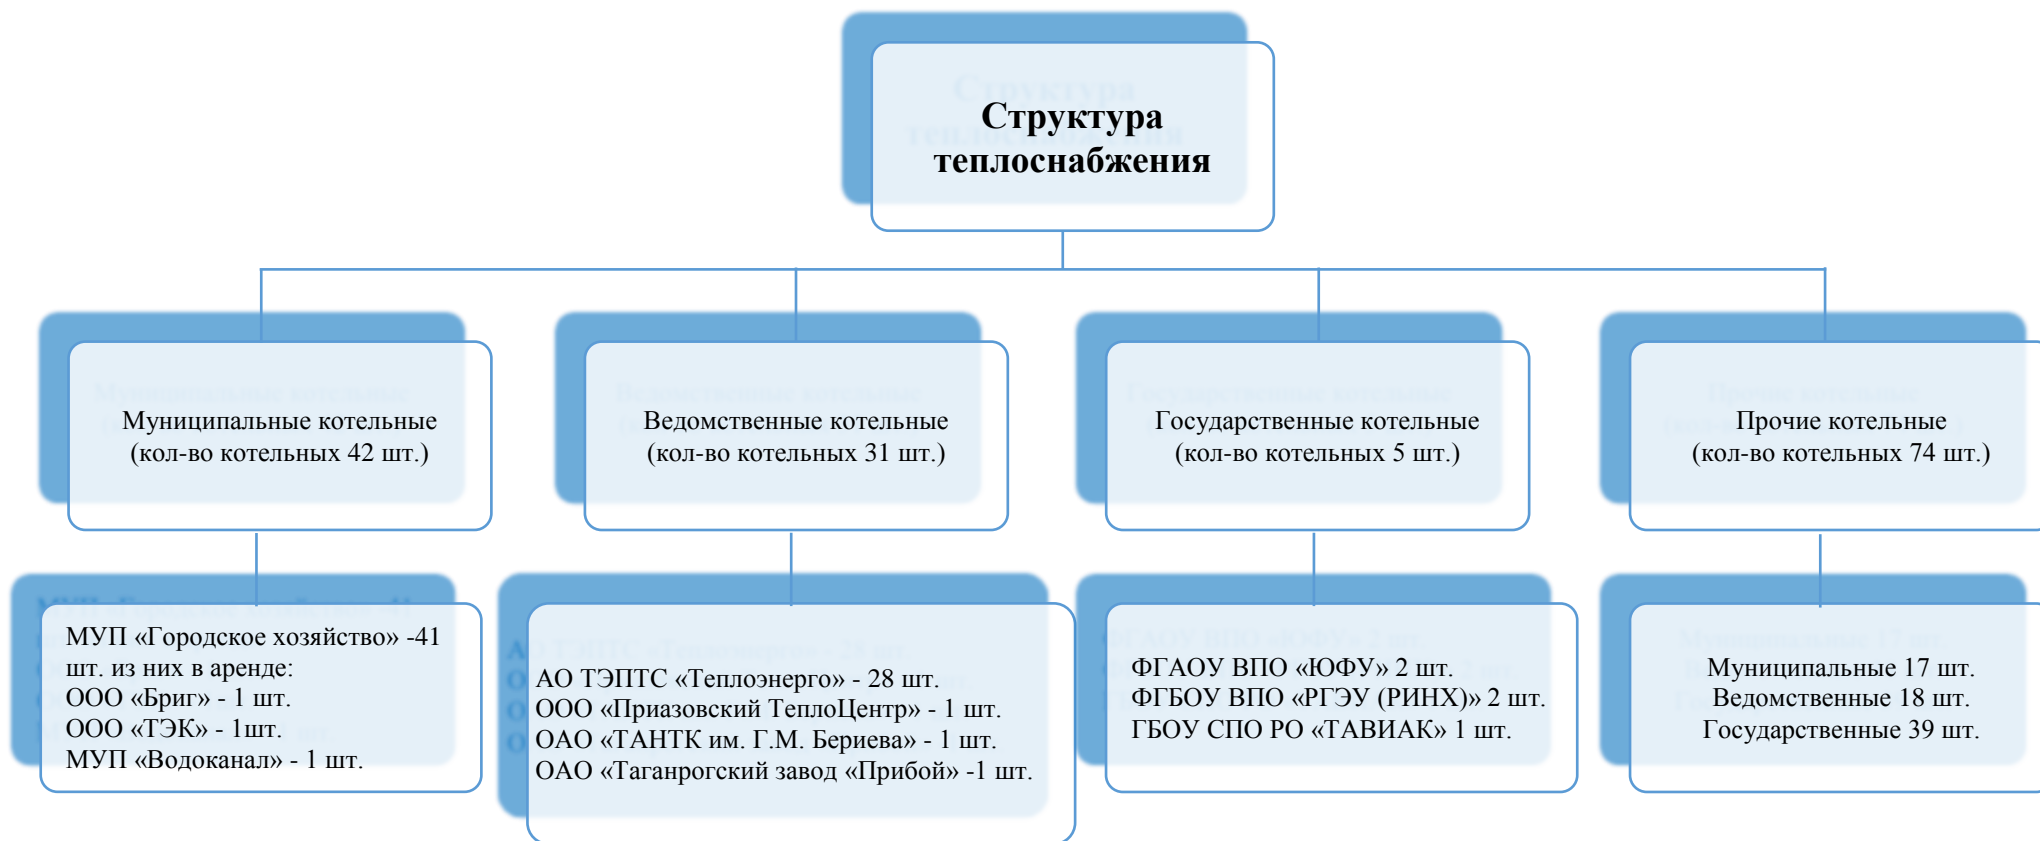 Структура
теплоснабжения
Муниципальные котельные
(кол-во котельных 42 шт.)
Ведомственные котельные
(кол-во котельных 31 шт.)
Государственные котельные
(кол-во котельных 5 шт.)
Прочие котельные
(кол-во котельных 74 шт.)
МУП «Городское хозяйство» -41
шт. из них в аренде:
ООО «Бриг» - 1 шт.
ООО «ТЭК» - 1шт.
МУП «Водоканал» - 1 шт.
АО ТЭПТС «Теплоэнерго» - 28 шт.
ООО «Приазовский ТеплоЦентр» - 1 шт.
ОАО «ТАНТК им. Г.М. Бериева» - 1 шт.
ОАО «Таганрогский завод «Прибой» -1 шт.
ФГАОУ ВПО «ЮФУ» 2 шт.
ФГБОУ ВПО «РГЭУ (РИНХ)» 2 шт.
ГБОУ СПО РО «ТАВИАК» 1 шт.
Муниципальные 17 шт.
Ведомственные 18 шт.
Государственные 39 шт.